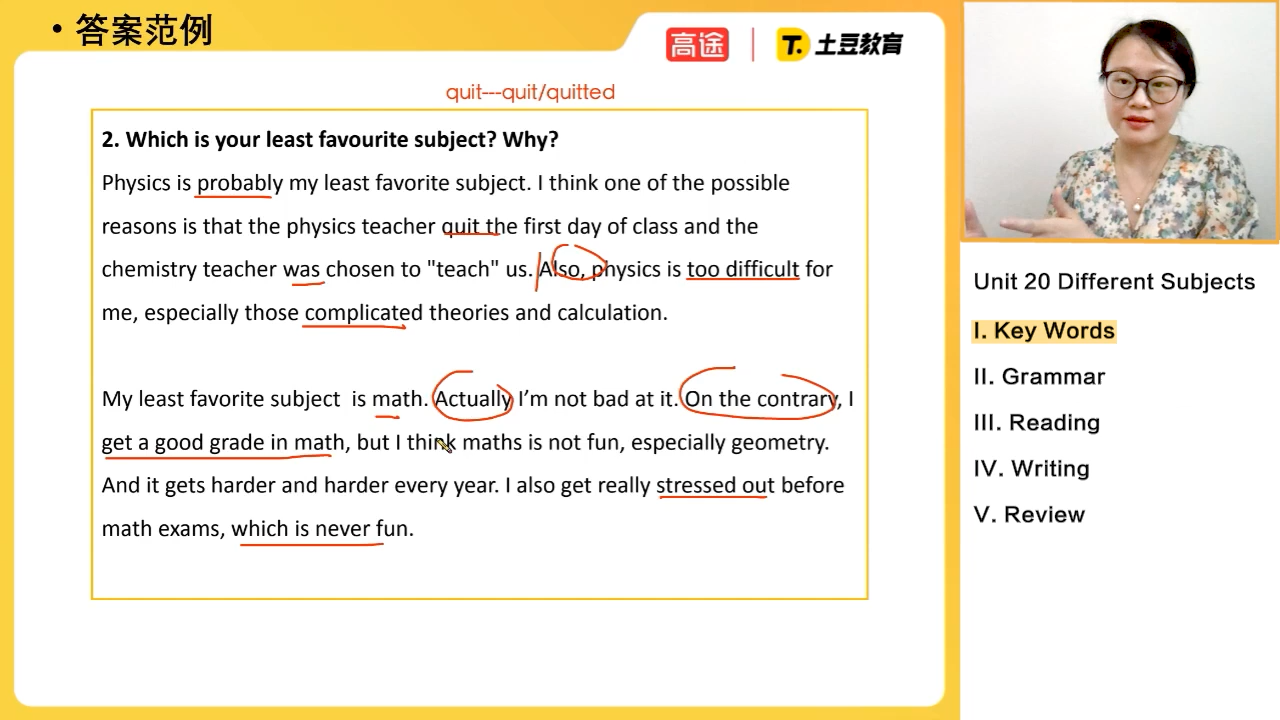 • 答案范例
高途 | T. 土豆教育
quit---quit/quitted
2. Which is your least favourite subject? Why?
Physics is probably my least favorite subject. I think one of the possible
reasons is that the physics teacher quit the first day of class and the
chemistry teacher was chosen to "teach" us. Also, physics is too difficult for
me, especially those complicated theories and calculation.
My least favorite subject  is math. Actually I'm not bad at it. On the contrary, I
get a good grade in math, but I think maths is not fun, especially geometry.
And it gets harder and harder every year. I also get really stressed out before
math exams, which is never fun.
Unit 20 Different Subjects
I. Key Words
II. Grammar
III. Reading
IV. Writing
V. Review